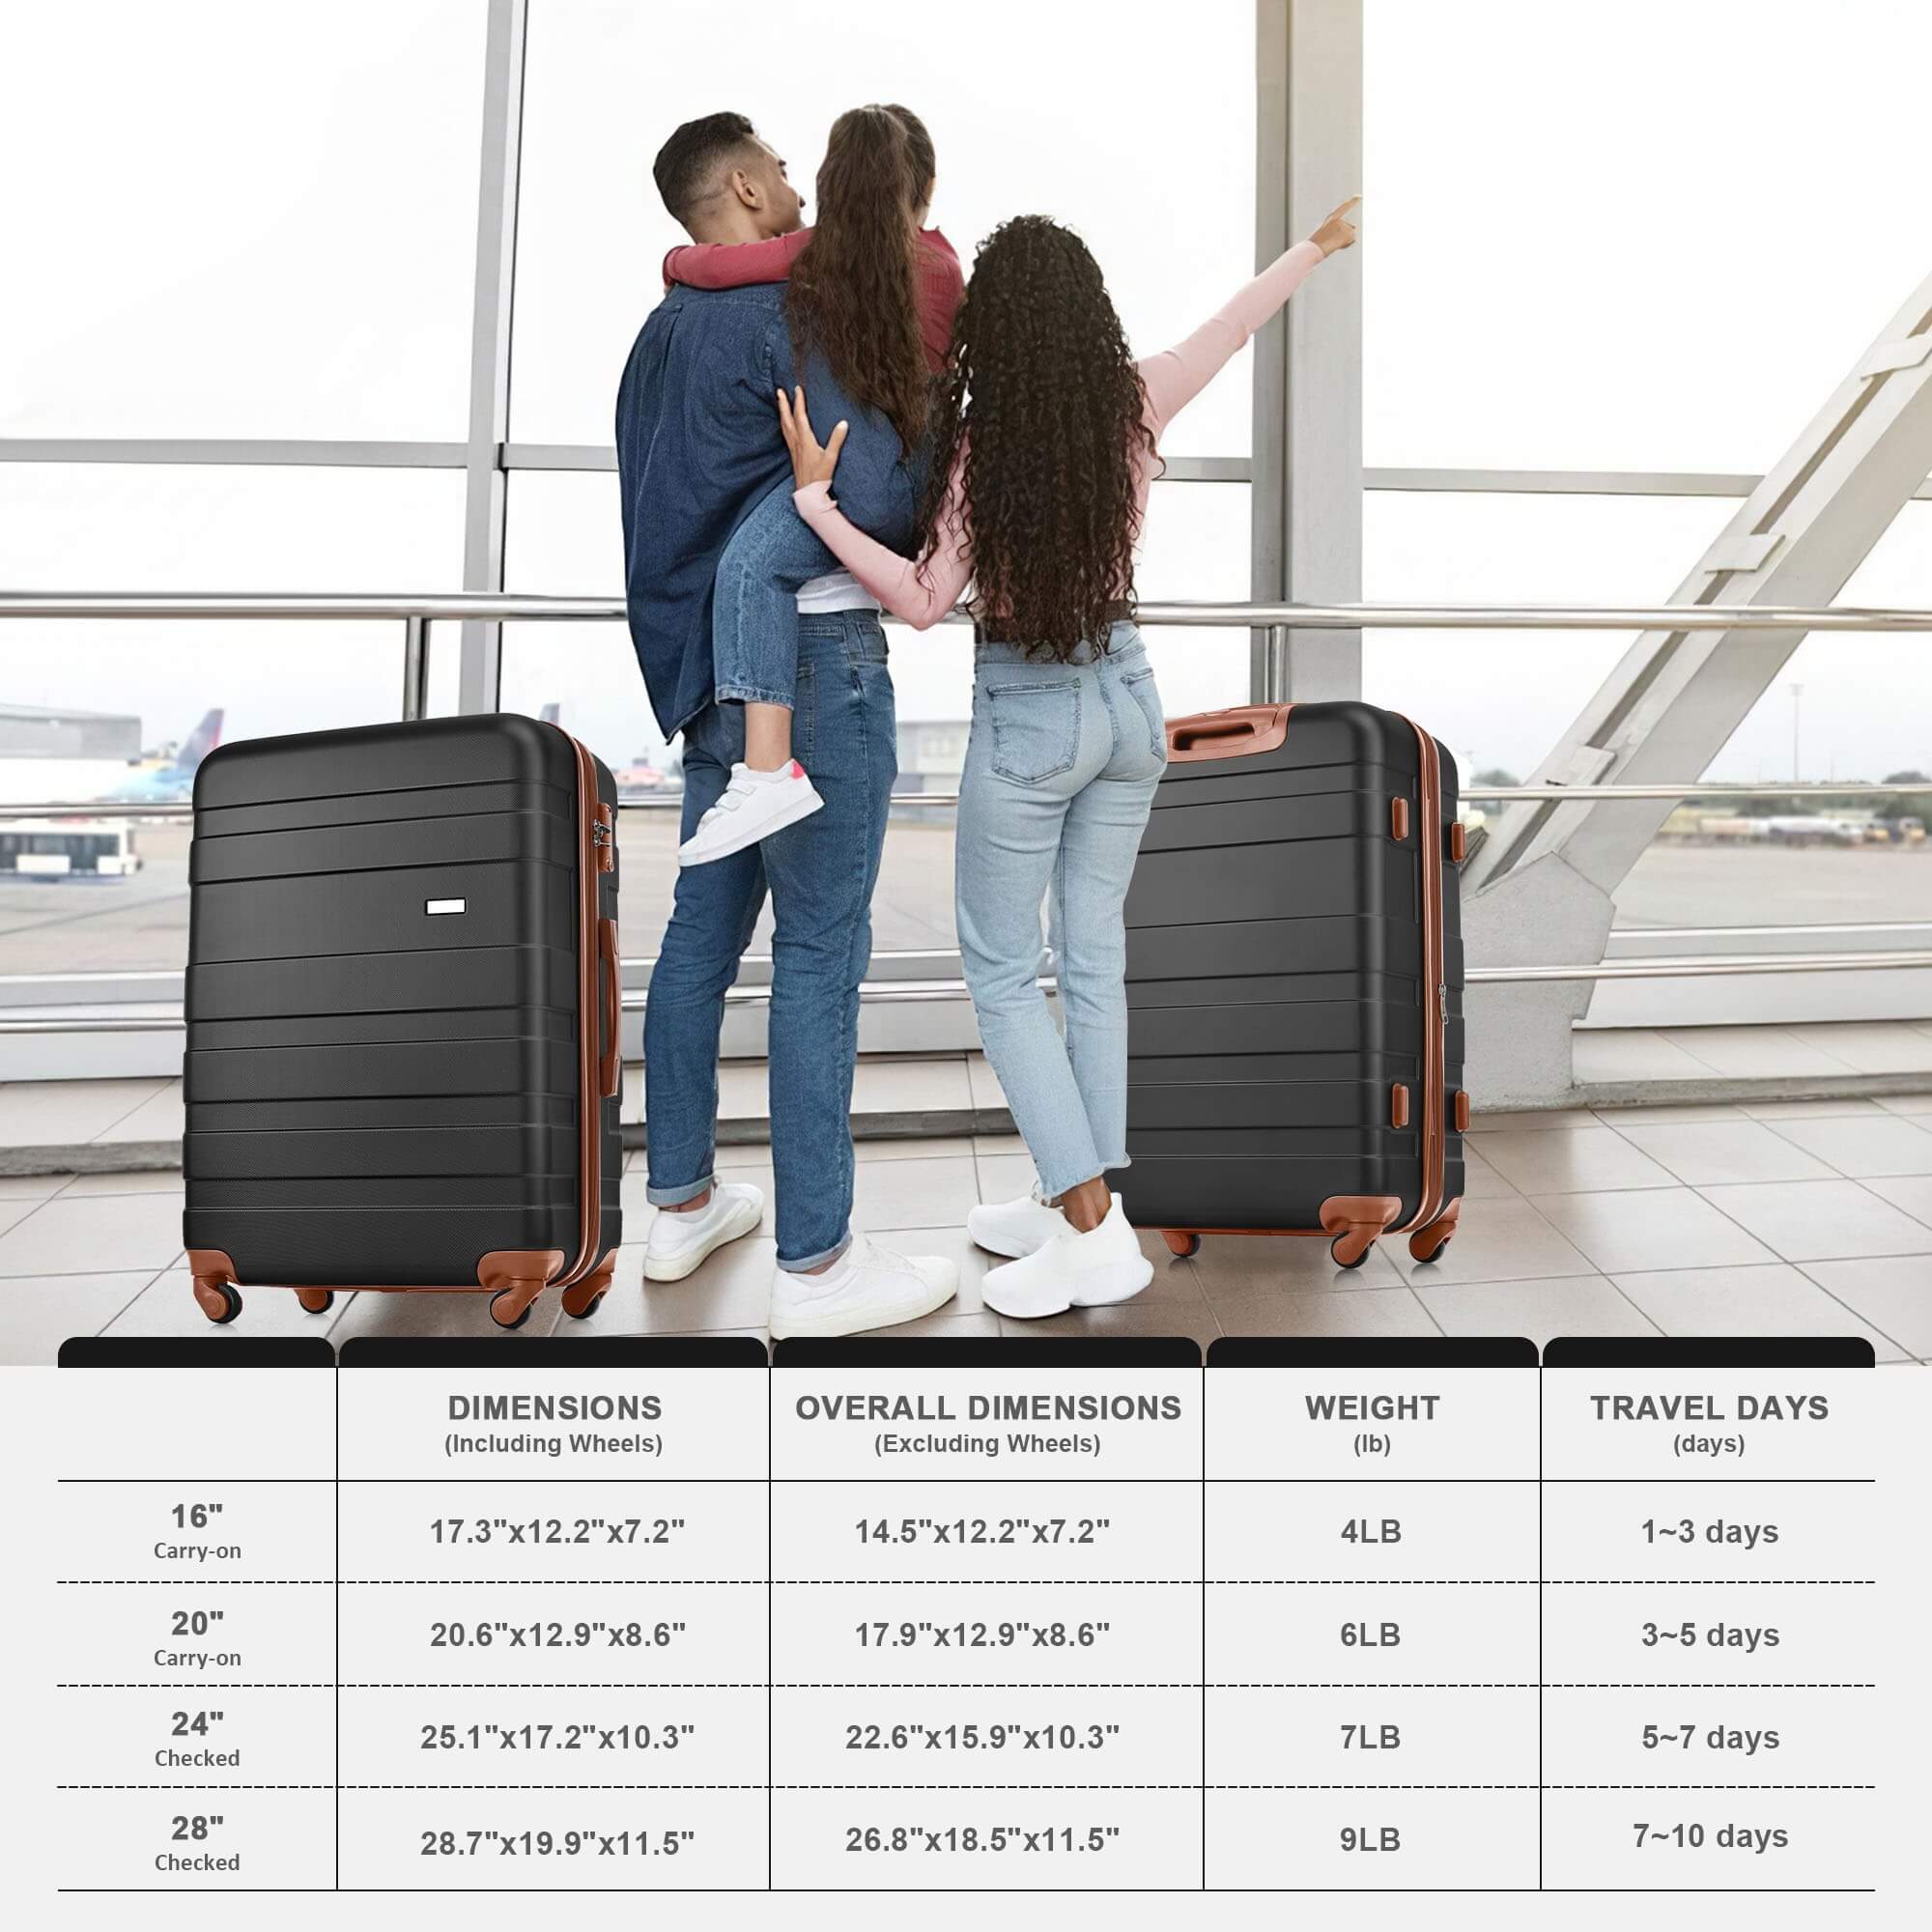 DIMENSIONS OVERALL DIMENSIONS WEIGHT TRAVEL DAYS
(Including Wheels) (Excluding Wheels) (lb) (days)
16"
Carry-on
17.3"x12.2"x7.2" 14.5"x12.2"x7.2" 4LB 1~3 days
20"
Carry-on
20.6"x12.9"x8.6" 17.9"x12.9"x8.6" 6LB 3~5 days
24"
Checked
25.1"x17.2"x10.3" 22.6"x15.9"x10.3" 7LB 5~7 days
28"
Checked
28.7"x19.9"x11.5" 26.8"x18.5"x11.5" 9LB 7~10 days